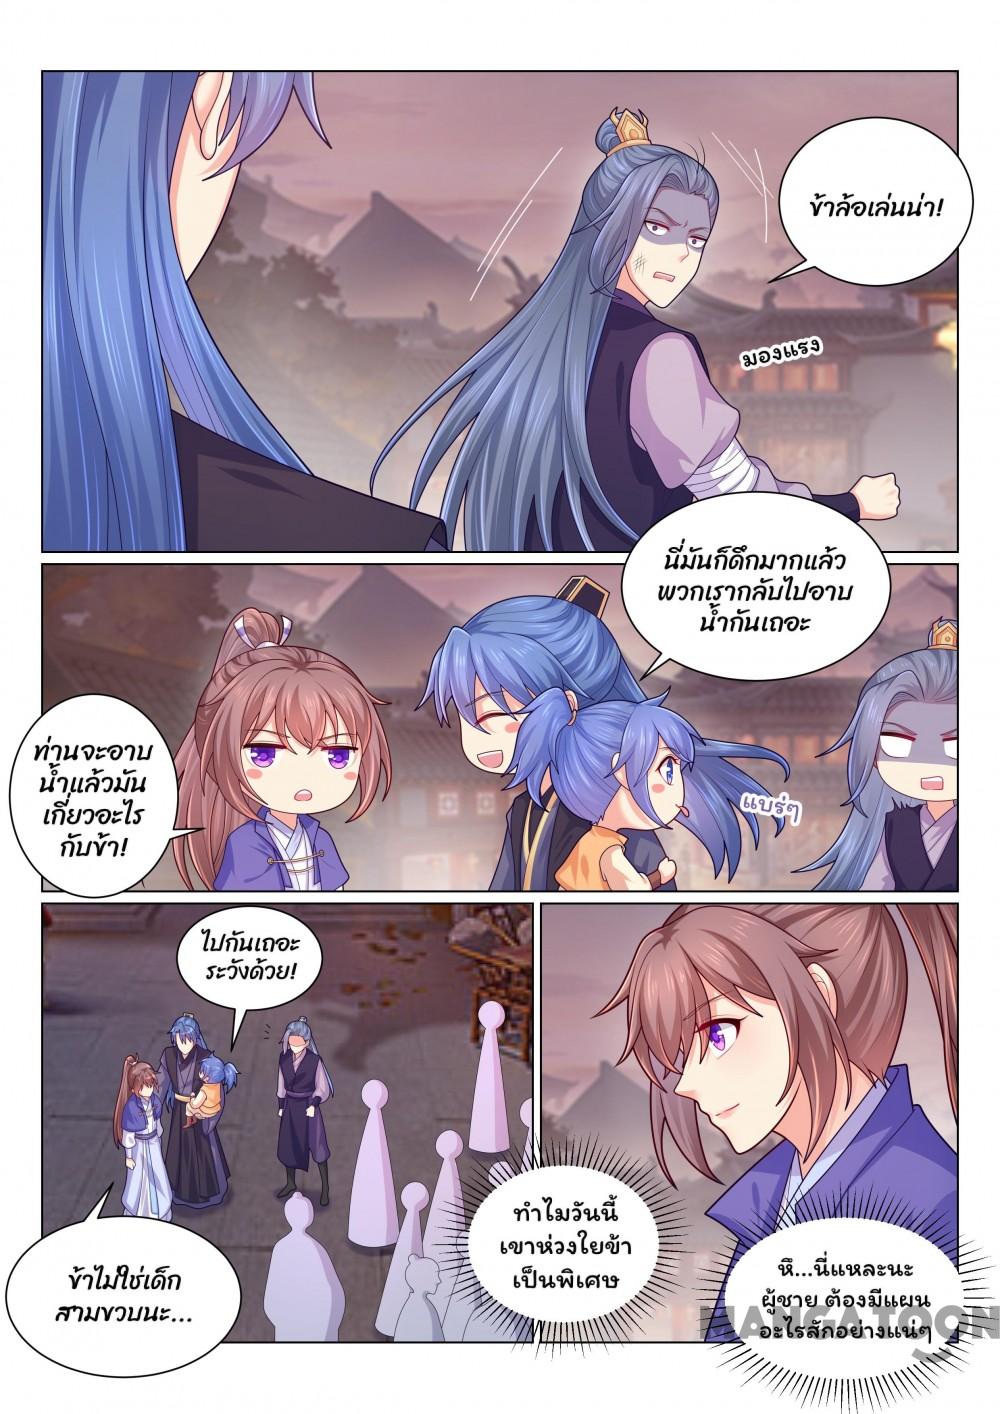 ข้าล้อเล่นน่า!
มองแรง
นี่มันก็ดึกมากแล้ว
พวกเรากลับไปอาบ
น้ำกันเถอะ
ท่านจะอาบ
น้ำแล้วมัน
เกี่ยวอะไร
กับข้า!
แบร่ๆ
ไปกันเถอะ
ระวังด้วย!
ข้าไม่ใช่เด็ก
สามขวบนะ...
ทำไมวันนี้
เขาห่วงใยข้า
เป็นพิเศษ
หึ...นี่แหละนะ
ผู้ชาย ต้องมีแผน
อะไรสักอย่างแน่ๆ
MANGATOON